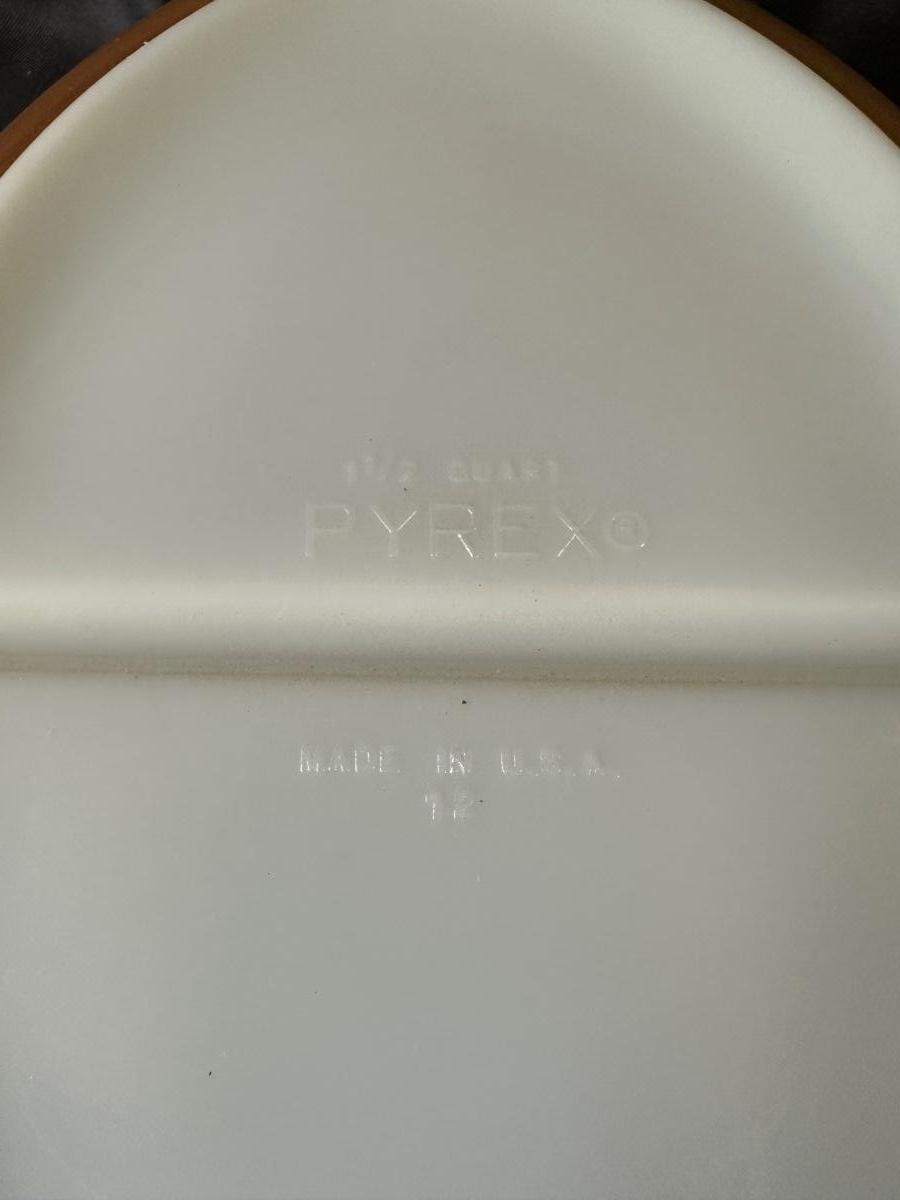 1 1/2 QUART
PYREX®
MADE IN U.S.A.
12